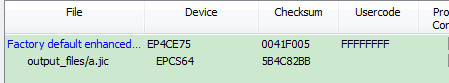 File Device Checksum Usercode Pro Con
Factory default enhanced... EP4CE75 0041F005 FFFFFFFF
output_files/a.jic EPCS64 5B4C82BB